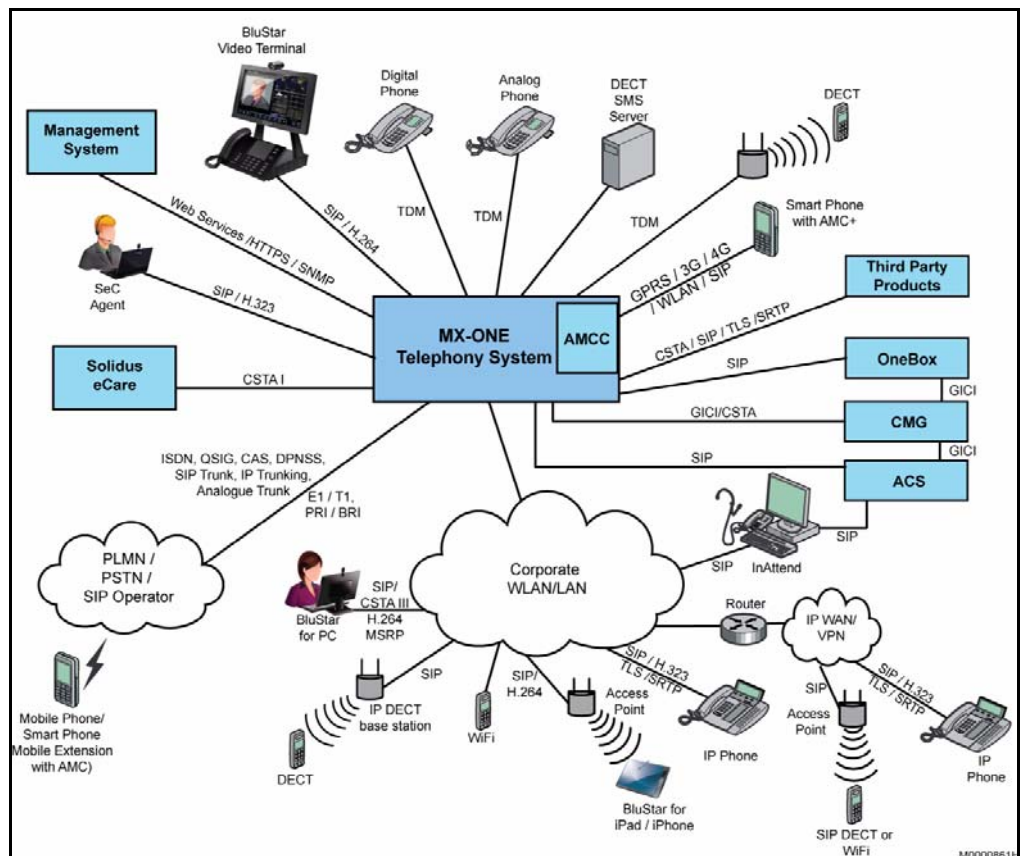 BluStar
Video Terminal
Digital
Phone
Analog
Phone
DECT
SMS
Server
DECT
Management
System
Smart Phone
with AMC+
Web Services /HTTPS / SNMP
SIP / H.264
TDM
TDM
TDM
GPRS / 3G / 4G
/ WLAN / SIP
SeC
Agent
SIP / H.323
Third Party
Products
MX-ONE
Telephony System
AMCC
CSTA / SIP / TLS /SRTP
Solidus
eCare
CSTA I
SIP
OneBox
GICI
GICI/CSTA
CMG
GICI
SIP
ACS
ISDN, QSIG, CAS, DPNSS,
SIP Trunk, IP Trunking,
Analogue Trunk
E1 / T1,
PRI / BRI
SIP
InAttend
SIP
PLMN /
PSTN /
SIP Operator
Corporate
WLAN/LAN
BluStar
for PC
SIP/
CSTA III
H.264
MSRP
Router
IP WAN/
VPN
SIP
IP DECT
base station
DECT
WiFi
SIP/
H.264
Access
Point
SIP / H.323
TLS /SRTP
IP Phone
BluStar for
iPad / iPhone
SIP
SIP / H.323
TLS / SRTP
Access
Point
IP
Phone
SIP DECT or
WiFi
Mobile Phone/
Smart Phone
Mobile Extension
with AMC)